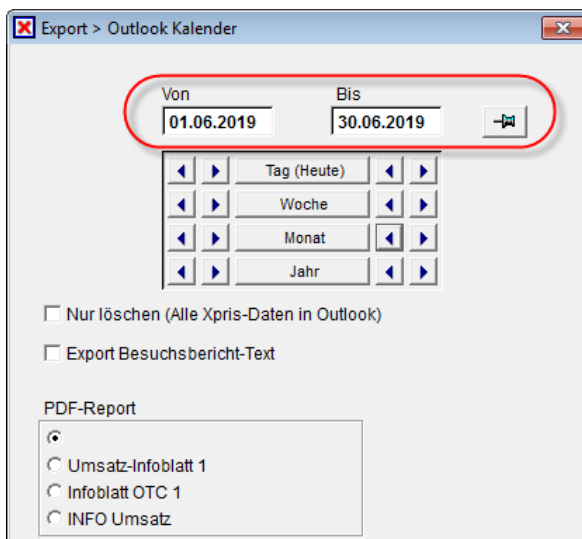 Export > Outlook Kalender
Von Bis
01.06.2019 30.06.2019
Tag (Heute)
Woche
Monat
Jahr
Nur löschen (Alle Xpris-Daten in Outlook)
Export Besuchsbericht-Text
PDF-Report
Umsatz-Infoblatt 1
Infoblatt OTC 1
INFO Umsatz